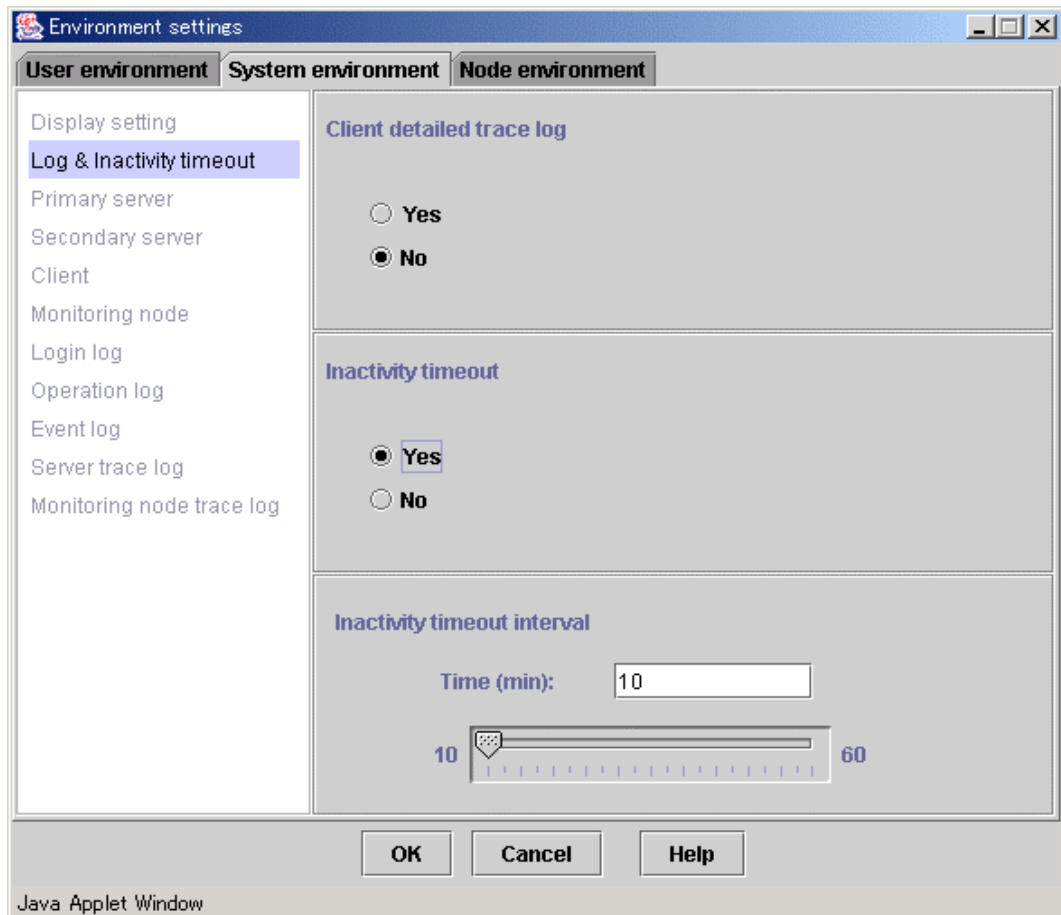 Environment settings
User environment System environment Node environment
Display setting
Log & Inactivity timeout
Primary server
Secondary server
Client
Monitoring node
Login log
Operation log
Event log
Server trace log
Monitoring node trace log
Client detailed trace log
Yes
No
Inactivity timeout
Yes
No
Inactivity timeout interval
Time (min): 10
10 60
OK Cancel Help
Java Applet Window